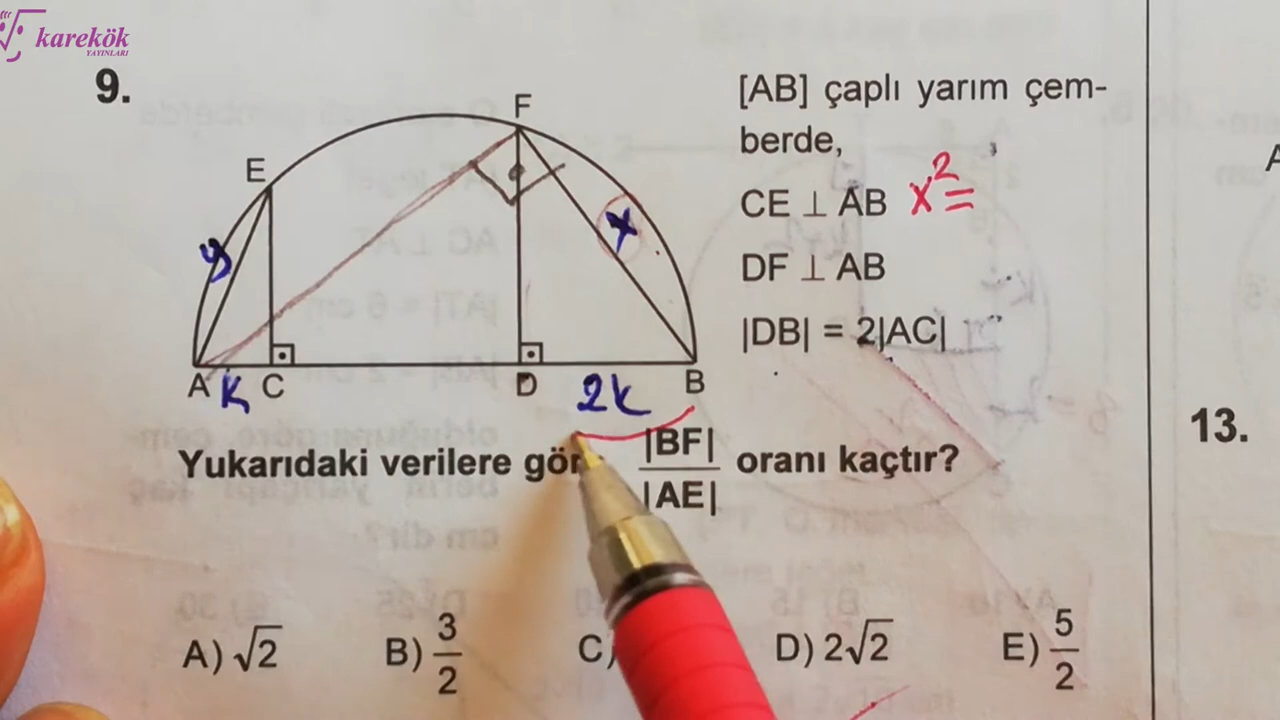 karekök
YAYINLARI
9.
[AB] çaplı yarım çem-
berde,
CE ⊥ AB x²=
DF ⊥ AB
|DB| = 2|AC|
F
E
y
x
A K C D 2k B
Yukarıdaki verilere gör |BF| / |AE| oranı kaçtır?
A) √2 B) 3/2 C) D) 2√2 E) 5/2
13.